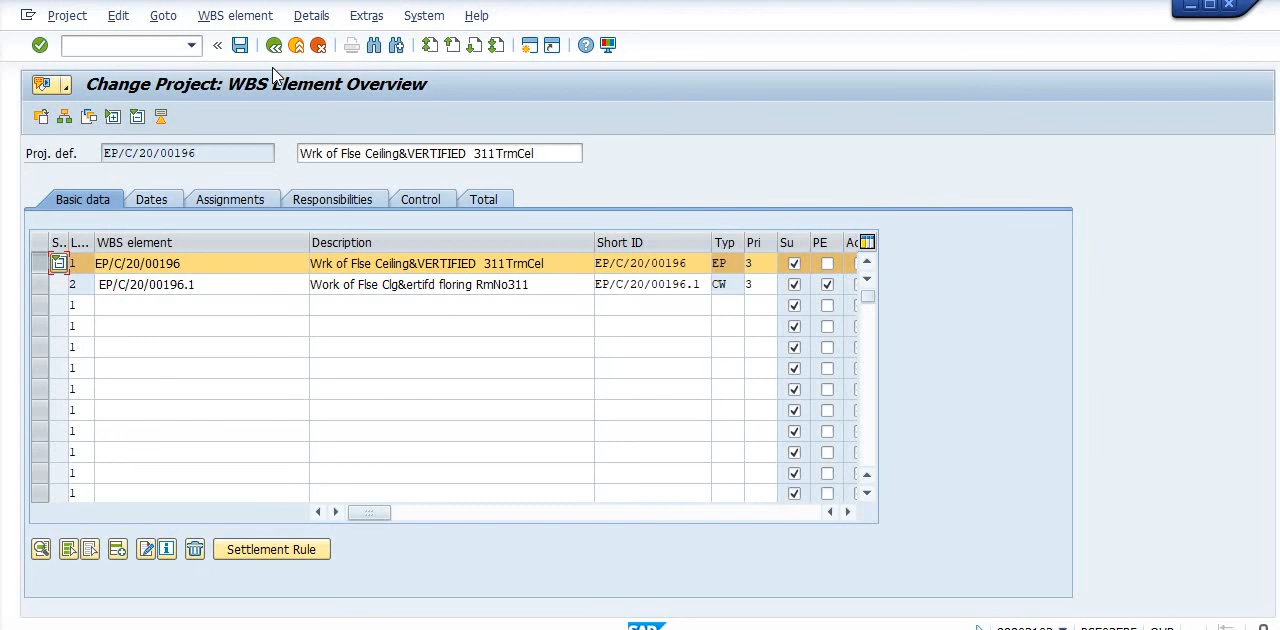 Project Edit Goto WBS element Details Extras System Help
Change Project: WBS Element Overview
Proj. def. EP/C/20/00196 Wrk of Flse Ceiling&VERTIFIED 311TrmCel
Basic data Dates Assignments Responsibilities Control Total
S.. L... WBS element Description Short ID Typ Pri Su PE Ac
1 EP/C/20/00196 Wrk of Flse Ceiling&VERTIFIED 311TrmCel EP/C/20/00196 EP 3
2 EP/C/20/00196.1 Work of Flse Clg&ertifd floring RmNo311 EP/C/20/00196.1 CW 3
1
1
1
1
1
1
1
1
1
1
Settlement Rule
SAP